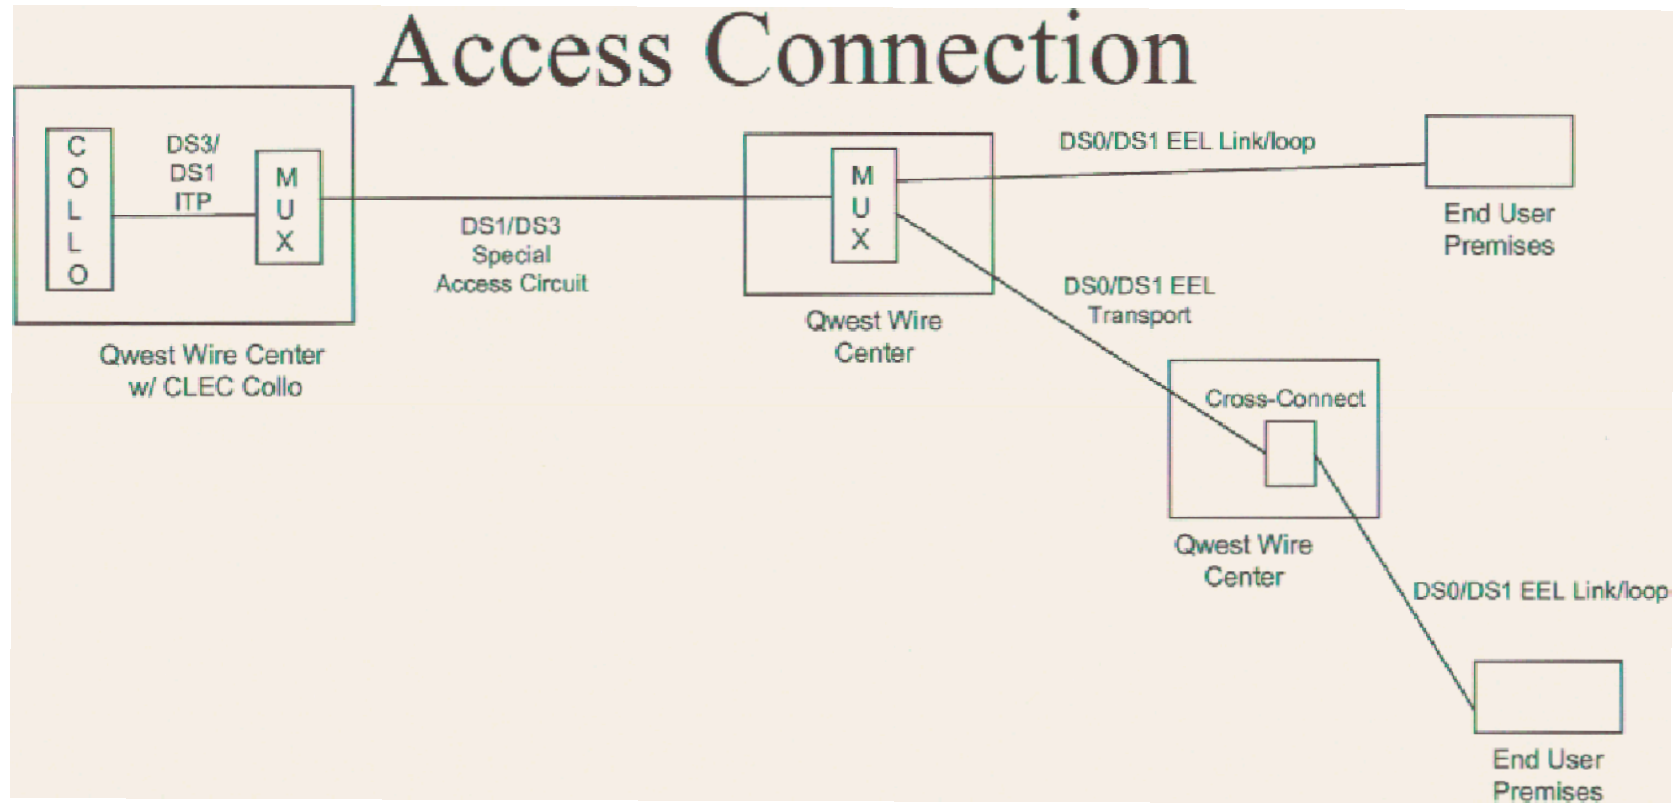 Access Connection
C
O
L
L
O
DS3/
DS1
ITP
M
U
X
Qwest Wire Center
w/ CLEC Collo
DS1/DS3
Special
Access Circuit
M
U
X
Qwest Wire
Center
DS0/DS1 EEL Link/loop
End User
Premises
DS0/DS1 EEL
Transport
Cross-Connect
Qwest Wire
Center
DS0/DS1 EEL Link/loop
End User
Premises